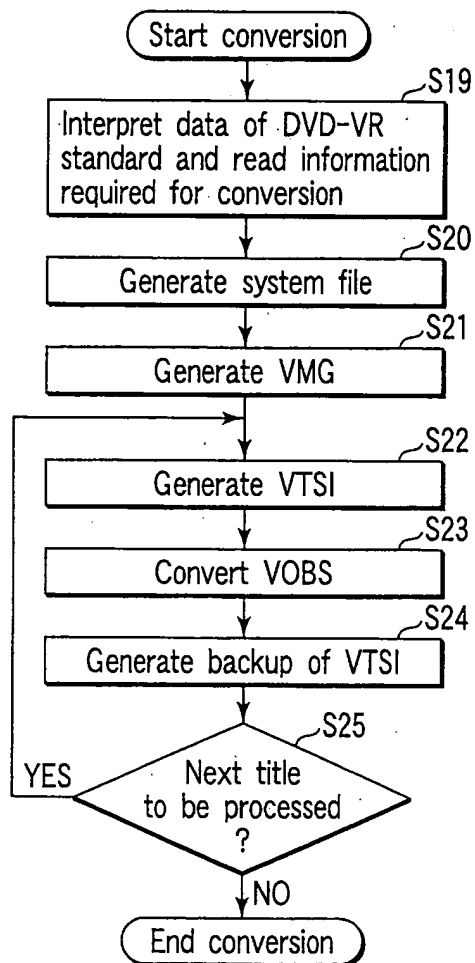 Start conversion
S19
Interpret data of DVD-VR
standard and read information
required for conversion
S20
Generate system file
S21
Generate VMG
S22
Generate VTSI
S23
Convert VOBS
S24
Generate backup of VTSI
S25
YES
Next title
to be processed
?
NO
End conversion